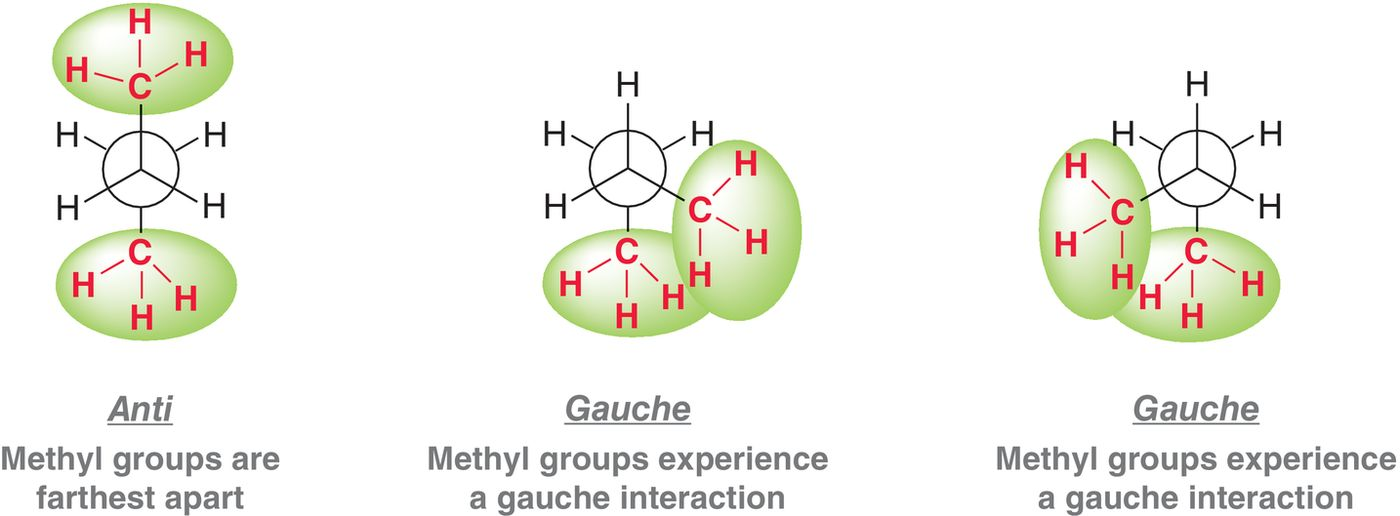 H
H H
C
H H
H H
C
H H
H
Anti
Methyl groups are
farthest apart
H
H H
H
H
C
H
H
C
H
H H
H
Gauche
Methyl groups experience
a gauche interaction
H
H H
H
C
H
H
H
C
H
H H
H
Gauche
Methyl groups experience
a gauche interaction